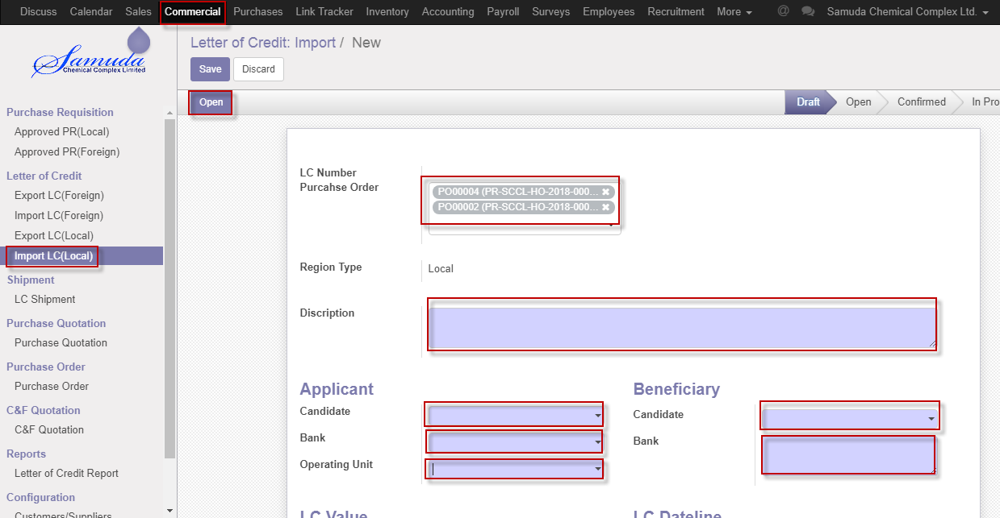 Discuss Calendar Sales Commercial Purchases Link Tracker Inventory Accounting Payroll Surveys Employees Recruitment More @ Samuda Chemical Complex Ltd.
Samuda
Chemical Complex Limited
Letter of Credit: Import / New
Save Discard
Open
Draft Open Confirmed In Pro
Purchase Requisition
Approved PR(Local)
Approved PR(Foreign)
Letter of Credit
Export LC(Foreign)
Import LC(Foreign)
Export LC(Local)
Import LC(Local)
Shipment
LC Shipment
Purchase Quotation
Purchase Quotation
Purchase Order
Purchase Order
C&F Quotation
C&F Quotation
Reports
Letter of Credit Report
Configuration
Customers/Suppliers
LC Number
Purcahse Order
PO00004 (PR-SCCL-HO-2018-000... ✖
PO00002 (PR-SCCL-HO-2018-000... ✖
Region Type Local
Discription
Applicant
Candidate
Bank
Operating Unit
Beneficiary
Candidate
Bank
LC Value
LC Dateline